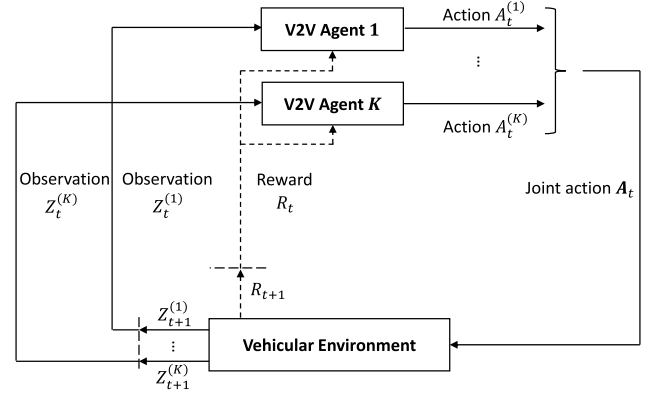 V2V Agent 1
Action A_t^{(1)}
⋮
V2V Agent K
Action A_t^{(K)}
Observation
Z_t^{(K)}
Observation
Z_t^{(1)}
Reward
R_t
Joint action A_t
R_{t+1}
Z_{t+1}^{(1)}
⋮
Z_{t+1}^{(K)}
Vehicular Environment